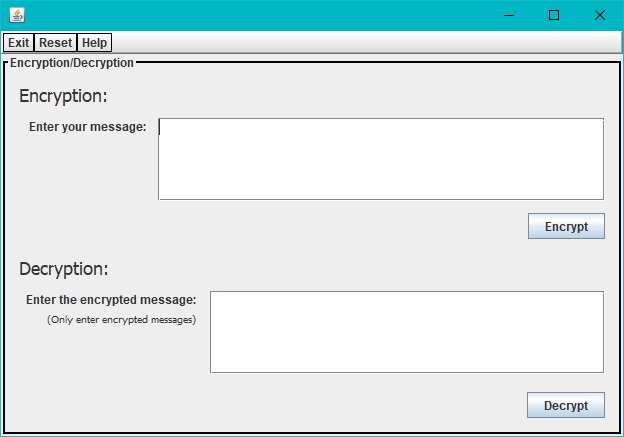 Exit Reset Help
Encryption/Decryption
Encryption:
Enter your message:
Encrypt
Decryption:
Enter the encrypted message:
(Only enter encrypted messages)
Decrypt